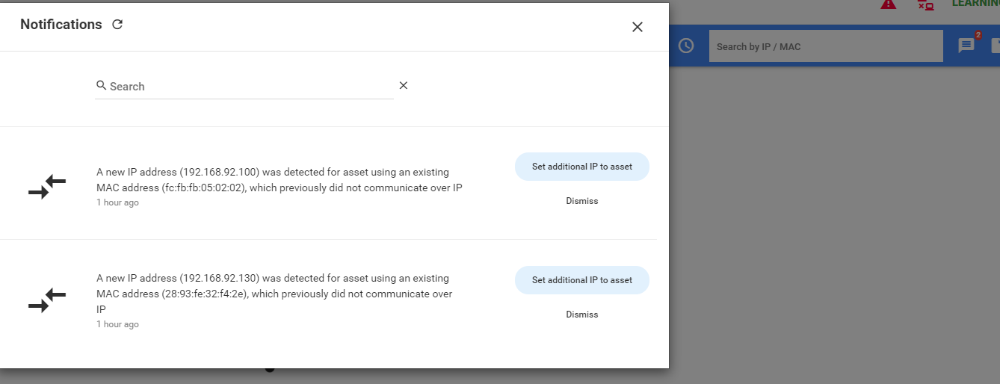 Notifications
LEARNING
Search by IP / MAC
2
Search
A new IP address (192.168.92.100) was detected for asset using an existing
MAC address (fc:fb:fb:05:02:02), which previously did not communicate over IP
1 hour ago
Set additional IP to asset
Dismiss
A new IP address (192.168.92.130) was detected for asset using an existing
MAC address (28:93:fe:32:f4:2e), which previously did not communicate over
IP
1 hour ago
Set additional IP to asset
Dismiss